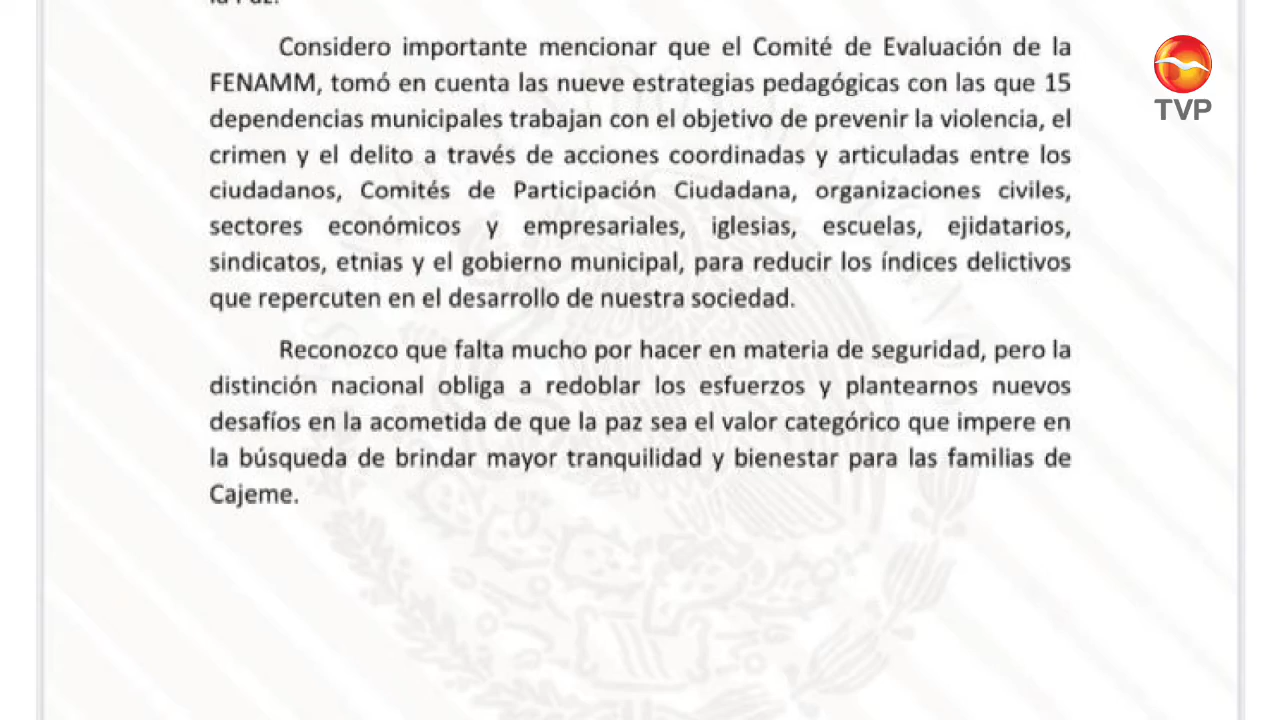 la Paz.
Considero importante mencionar que el Comité de Evaluación de la
FENAMM, tomó en cuenta las nueve estrategias pedagógicas con las que 15
dependencias municipales trabajan con el objetivo de prevenir la violencia, el
crimen y el delito a través de acciones coordinadas y articuladas entre los
ciudadanos, Comités de Participación Ciudadana, organizaciones civiles,
sectores económicos y empresariales, iglesias, escuelas, ejidatarios,
sindicatos, etnias y el gobierno municipal, para reducir los índices delictivos
que repercuten en el desarrollo de nuestra sociedad.
Reconozco que falta mucho por hacer en materia de seguridad, pero la
distinción nacional obliga a redoblar los esfuerzos y plantearnos nuevos
desafíos en la acometida de que la paz sea el valor categórico que impere en
la búsqueda de brindar mayor tranquilidad y bienestar para las familias de
Cajeme.
TVP